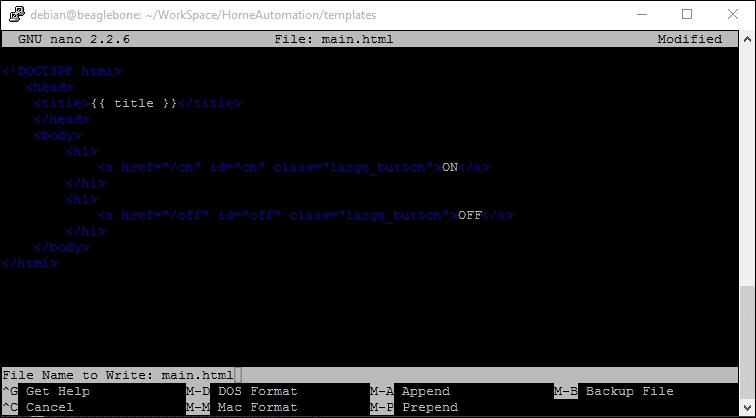 debian@beaglebone: ~/WorkSpace/HomeAutomation/templates
GNU nano 2.2.6 File: main.html Modified
<!DOCTYPE html>
<head>
<title>{{ title }}</title>
</head>
<body>
<h1>
<a href="/on" id="on" class="large_button">ON</a>
</h1>
<h1>
<a href="/off" id="off" class="large_button">OFF</a>
</h1>
</body>
</html>
File Name to Write: main.html
^G Get Help M-D DOS Format M-A Append M-B Backup File
^C Cancel M-M Mac Format M-P Prepend